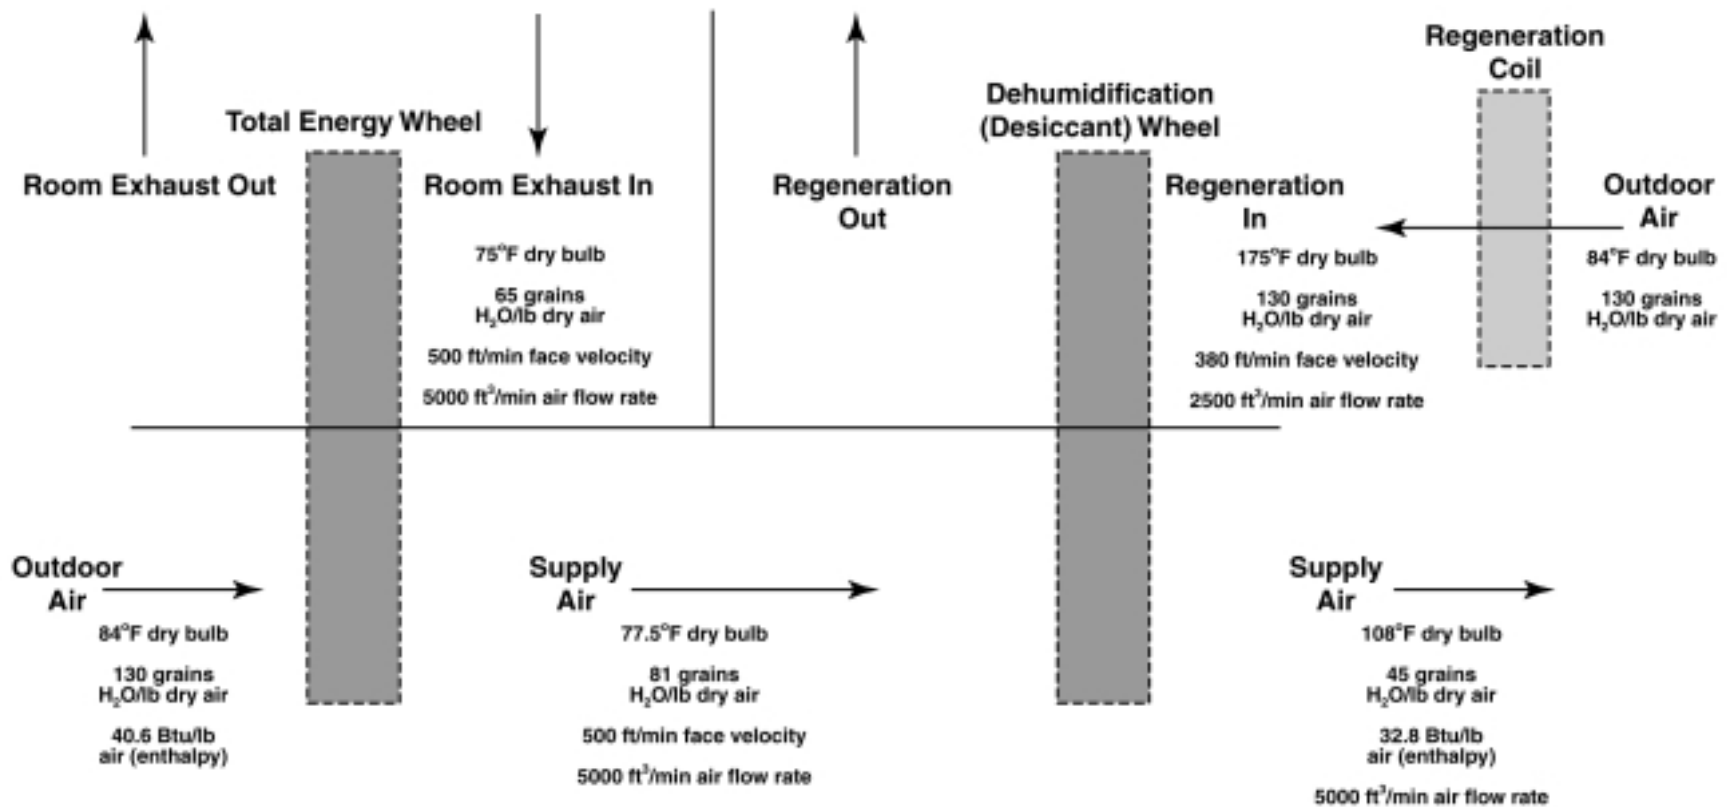 Regeneration
Coil
Dehumidification
(Desiccant) Wheel
Total Energy Wheel
Room Exhaust Out
Room Exhaust In
75°F dry bulb
65 grains
H₂O/lb dry air
500 ft/min face velocity
5000 ft³/min air flow rate
Regeneration
Out
Regeneration
In
175°F dry bulb
130 grains
H₂O/lb dry air
380 ft/min face velocity
2500 ft³/min air flow rate
Outdoor
Air
84°F dry bulb
130 grains
H₂O/lb dry air
Outdoor
Air
84°F dry bulb
130 grains
H₂O/lb dry air
40.6 Btu/lb
air (enthalpy)
Supply
Air
77.5°F dry bulb
81 grains
H₂O/lb dry air
500 ft/min face velocity
5000 ft³/min air flow rate
Supply
Air
108°F dry bulb
45 grains
H₂O/lb dry air
32.8 Btu/lb
air (enthalpy)
5000 ft³/min air flow rate